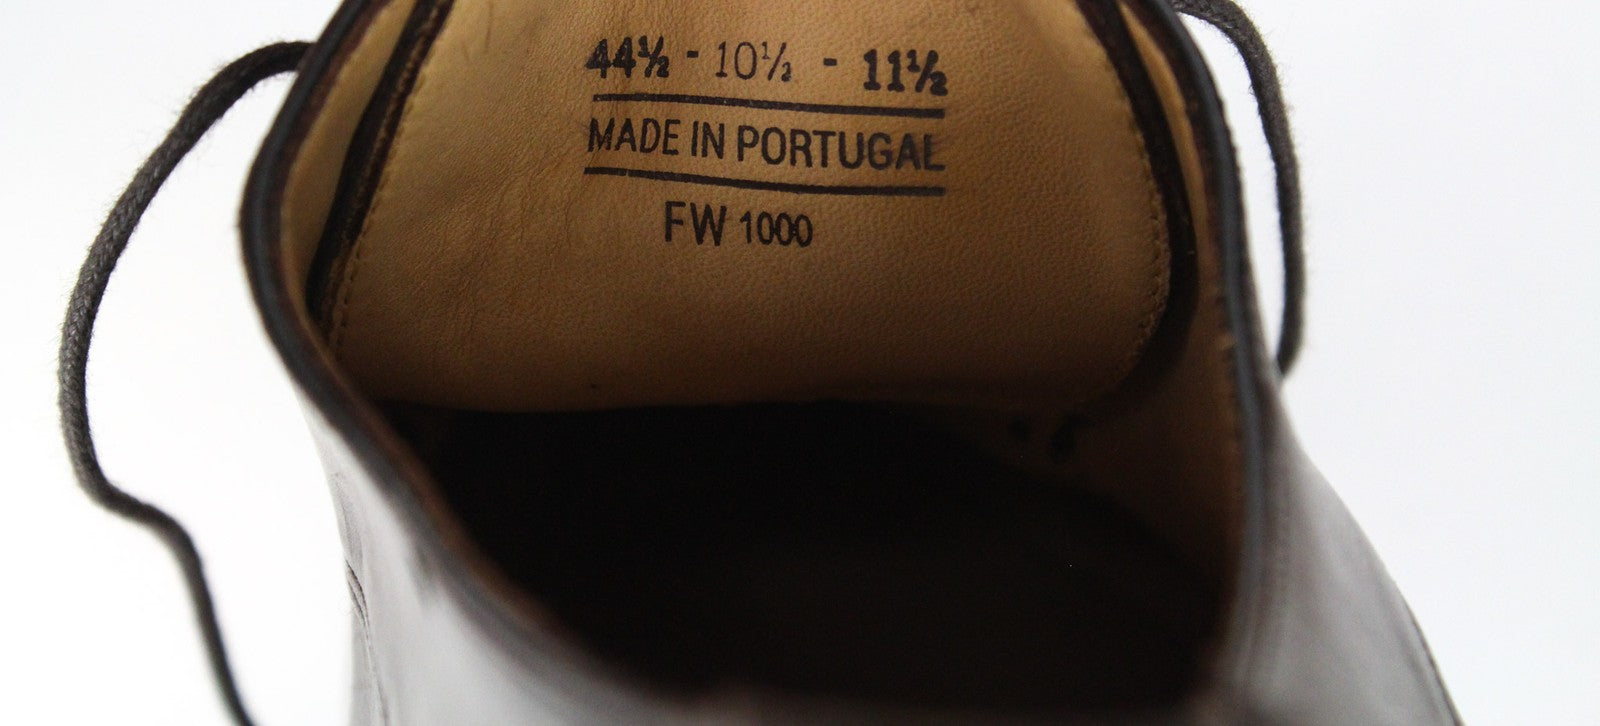 44½ - 10½ - 11½
MADE IN PORTUGAL
FW 1000